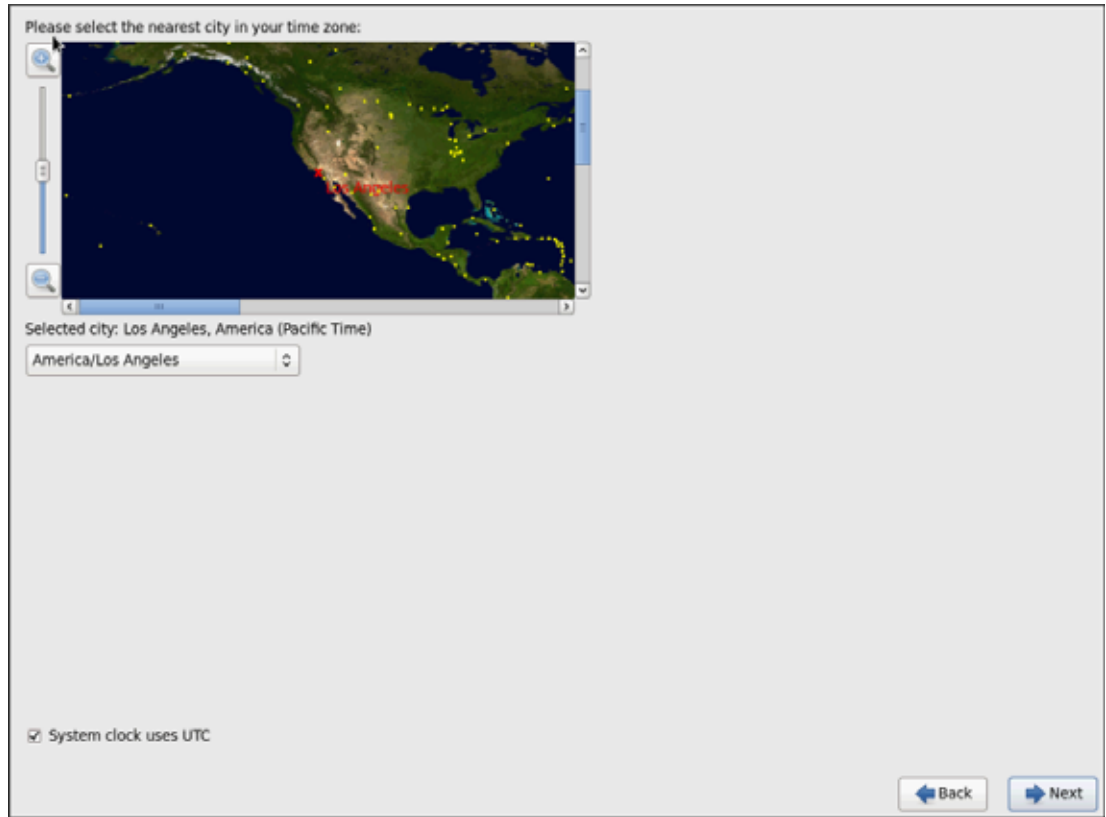 Please select the nearest city in your time zone:
Los Angeles
Selected city: Los Angeles, America (Pacific Time)
America/Los Angeles
System clock uses UTC
Back
Next